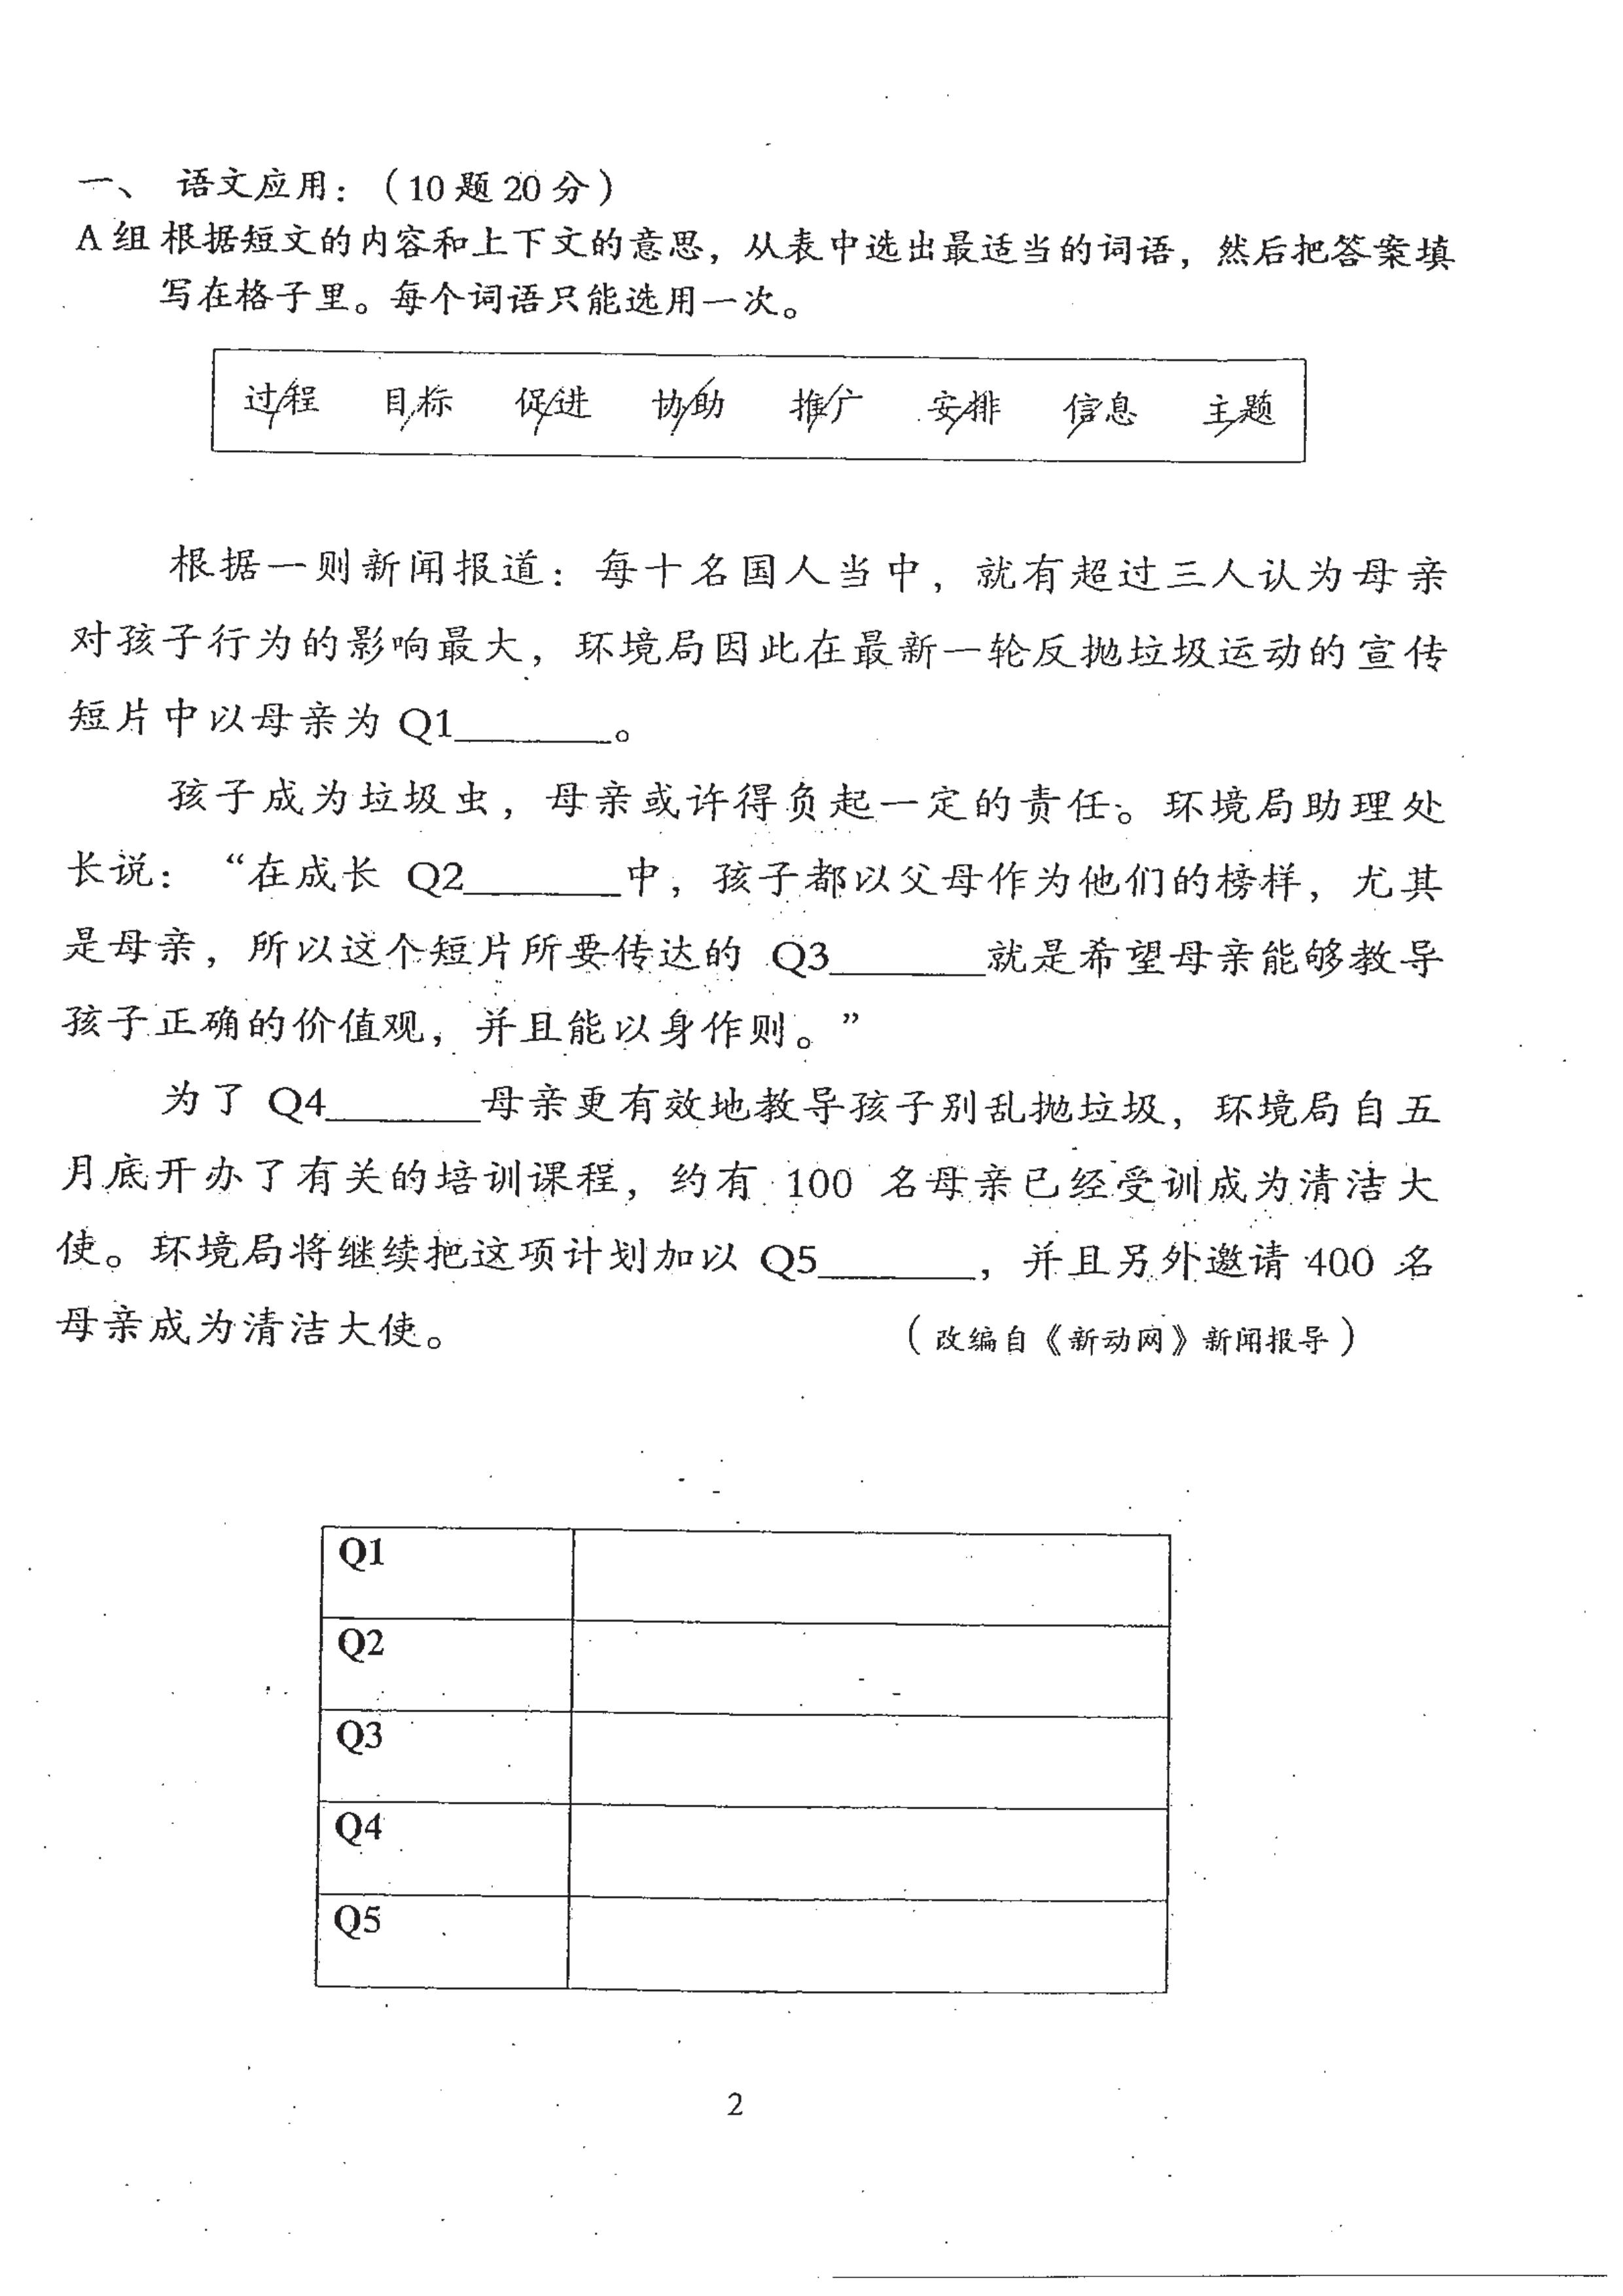 一、 语文应用：（10题20分）
A组 根据短文的内容和上下文的意思，从表中选出最适当的词语，然后把答案填
写在格子里。每个词语只能选用一次。
过程 目标 促进 协助 推广 安排 信息 主题
根据一则新闻报道：每十名国人当中，就有超过三人认为母亲
对孩子行为的影响最大，环境局因此在最新一轮反抛垃圾运动的宣传
短片中以母亲为 Q1________。
孩子成为垃圾虫，母亲或许得负起一定的责任。环境局助理处
长说：“在成长 Q2________中，孩子都以父母作为他们的榜样，尤其
是母亲，所以这个短片所要传达的 Q3________就是希望母亲能够教导
孩子正确的价值观，并且能以身作则。”
为了 Q4________母亲更有效地教导孩子别乱抛垃圾，环境局自五
月底开办了有关的培训课程，约有 100 名母亲已经受训成为清洁大
使。环境局将继续把这项计划加以 Q5________，并且另外邀请 400 名
母亲成为清洁大使。 （改编自《新动网》新闻报导）
Q1
Q2
Q3
Q4
Q5
2